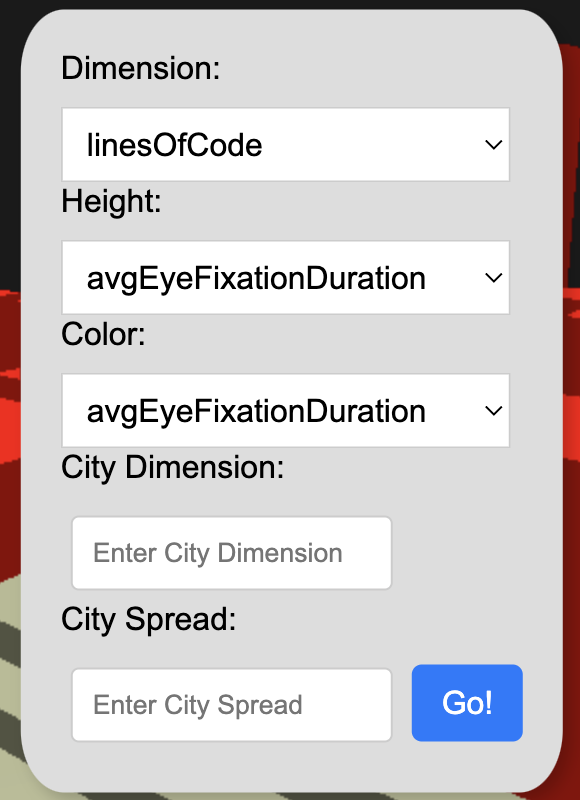 Dimension:
linesOfCode
Height:
avgEyeFixationDuration
Color:
avgEyeFixationDuration
City Dimension:
Enter City Dimension
City Spread:
Enter City Spread
Go!